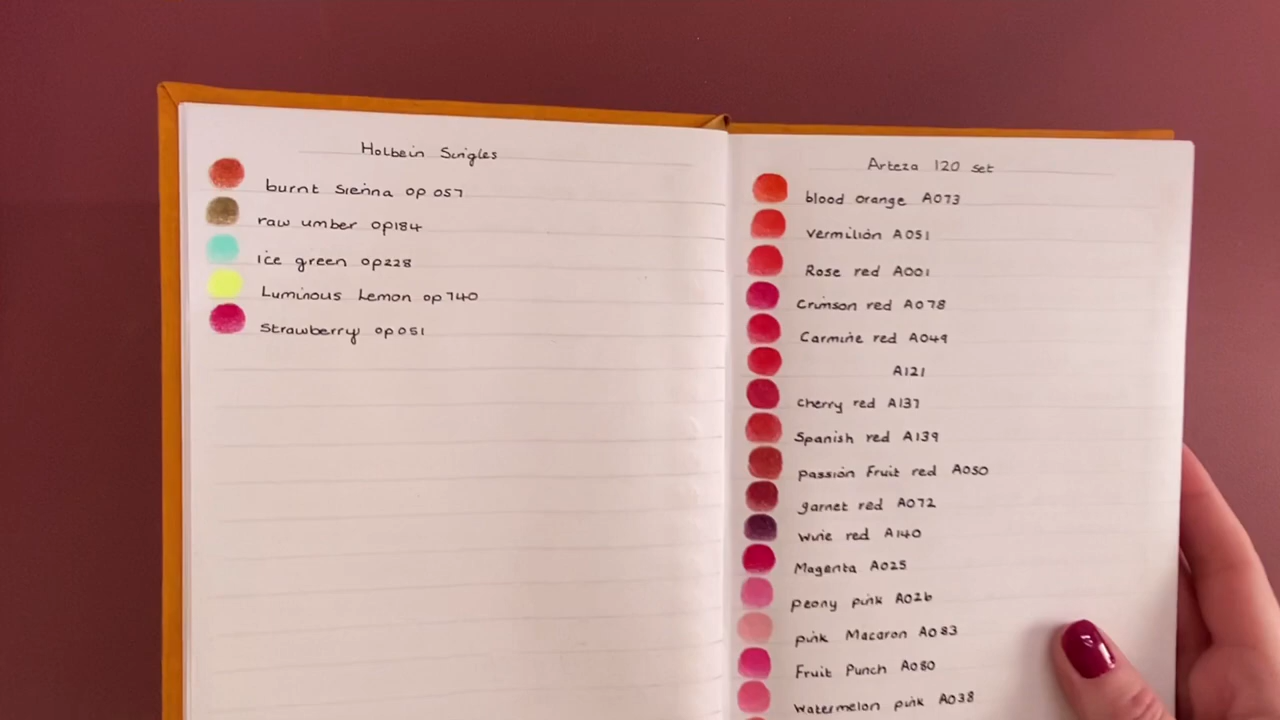 Holbein Singles
burnt sienna op 057
raw umber op184
ice green op228
Luminous Lemon op 740
Strawberry op051
Arteza 120 set
blood orange A073
Vermilion A051
Rose red A001
Crimson red A078
Carmine red A049
A121
Cherry red A137
Spanish red A139
passion Fruit red A050
garnet red A072
Wine red A140
Magenta A025
peony pink A026
pink Macaron A083
Fruit Punch A080
Watermelon pink A038